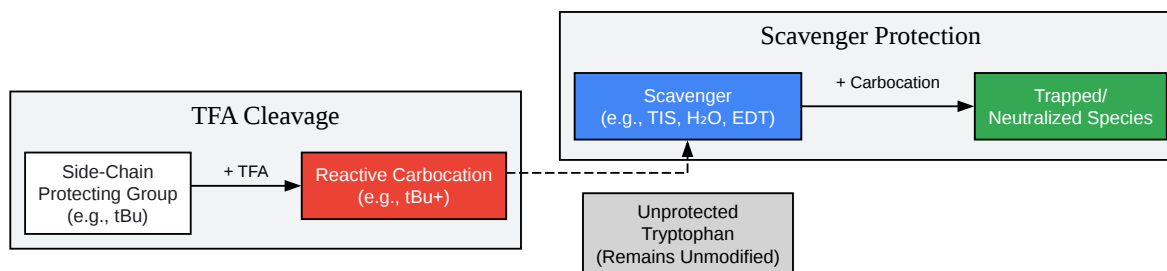 Scavenger Protection
Scavenger
(e.g., TIS, H₂O, EDT)
+ Carbocation
Trapped/
Neutralized Species
TFA Cleavage
Side-Chain
Protecting Group
(e.g., tBu)
+ TFA
Reactive Carbocation
(e.g., tBu+)
Unprotected
Tryptophan
(Remains Unmodified)